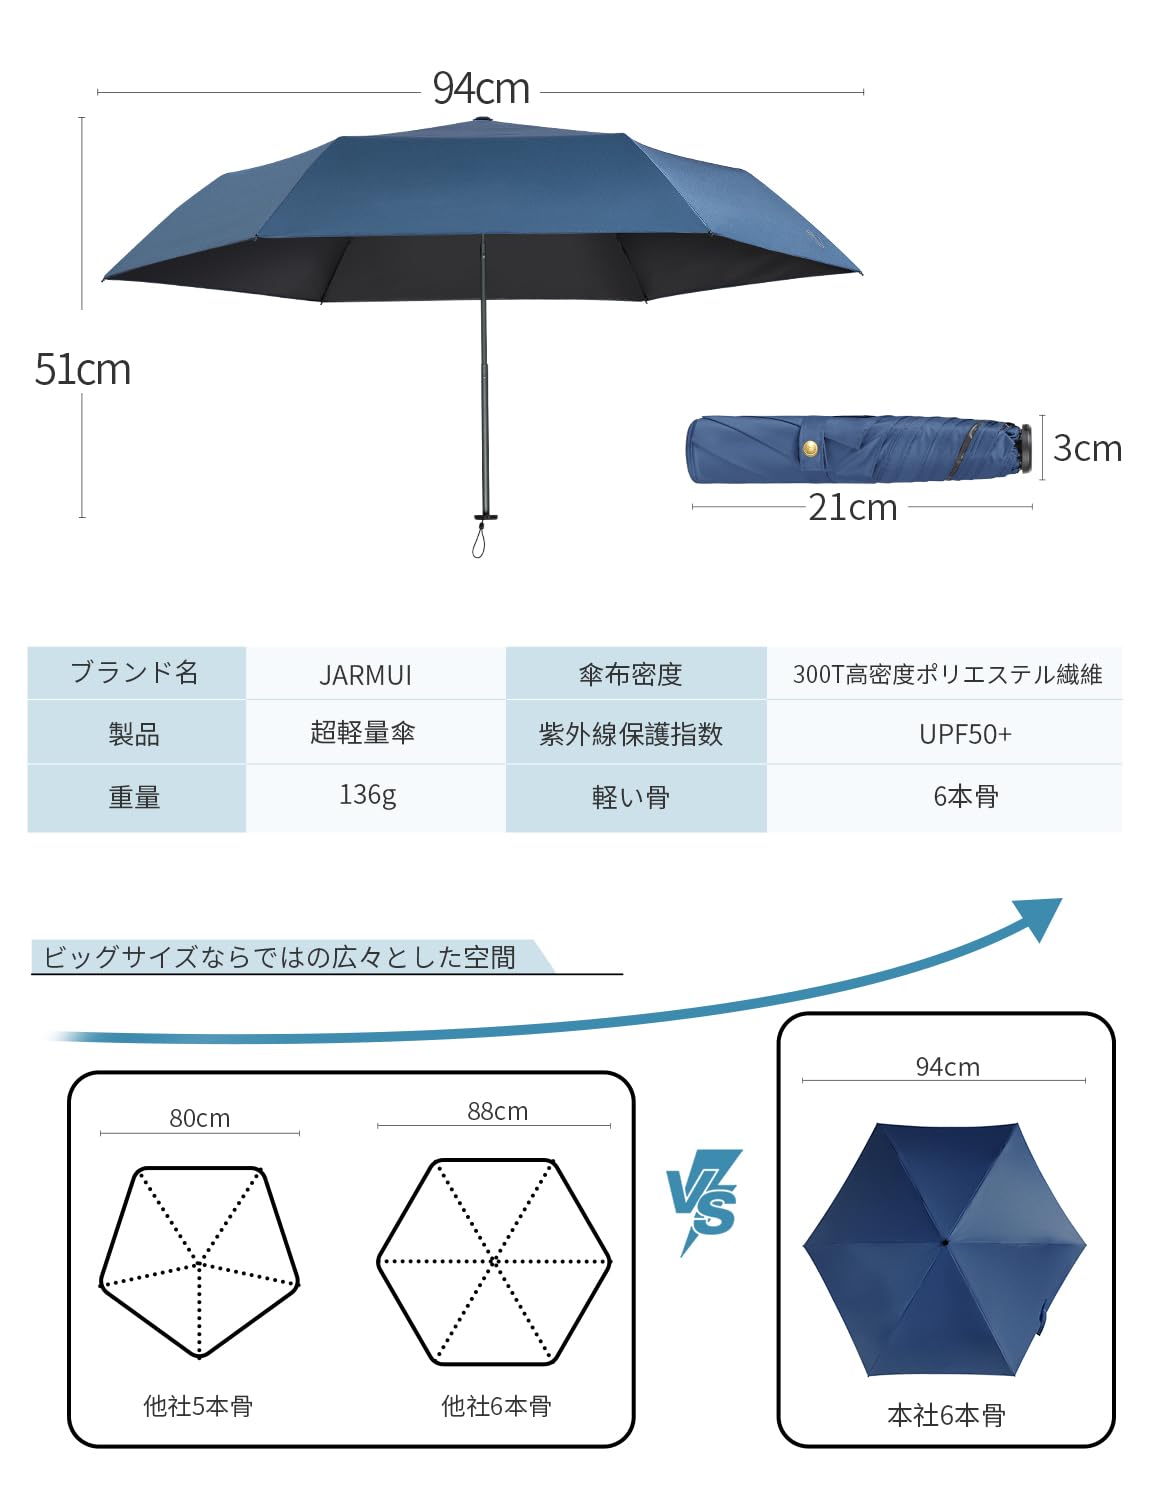 94cm
51cm
3cm
21cm
ブランド名 JARMUI 傘布密度 300T高密度ポリエステル繊維
製品 超軽量傘 紫外線保護指数 UPF50+
重量 136g 軽い骨 6本骨
ビッグサイズならではの広々とした空間
94cm
80cm 88cm
VS
他社5本骨 他社6本骨
本社6本骨